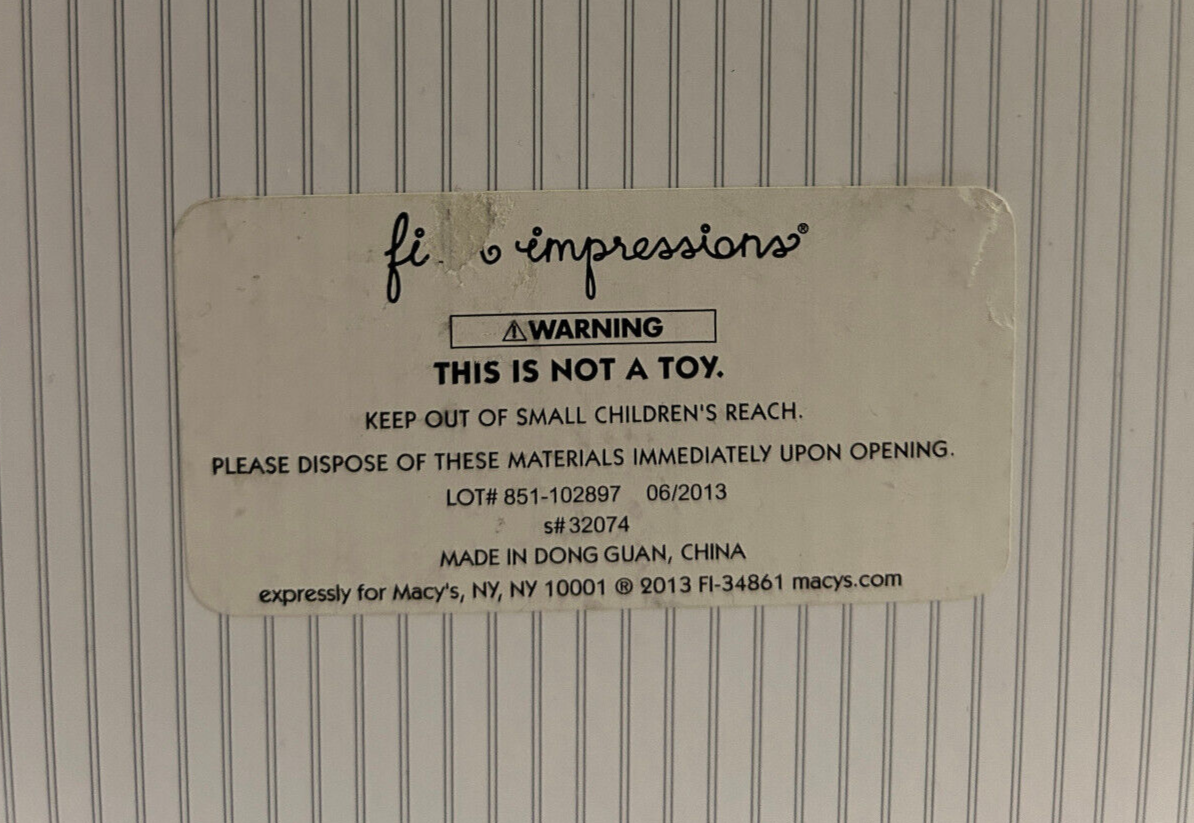 impressions®
⚠WARNING
THIS IS NOT A TOY.
KEEP OUT OF SMALL CHILDREN'S REACH.
PLEASE DISPOSE OF THESE MATERIALS IMMEDIATELY UPON OPENING.
LOT# 851-102897 06/2013
s#32074
MADE IN DONG GUAN, CHINA
expressly for Macy's, NY, NY 10001 ® 2013 FI-34861 macys.com